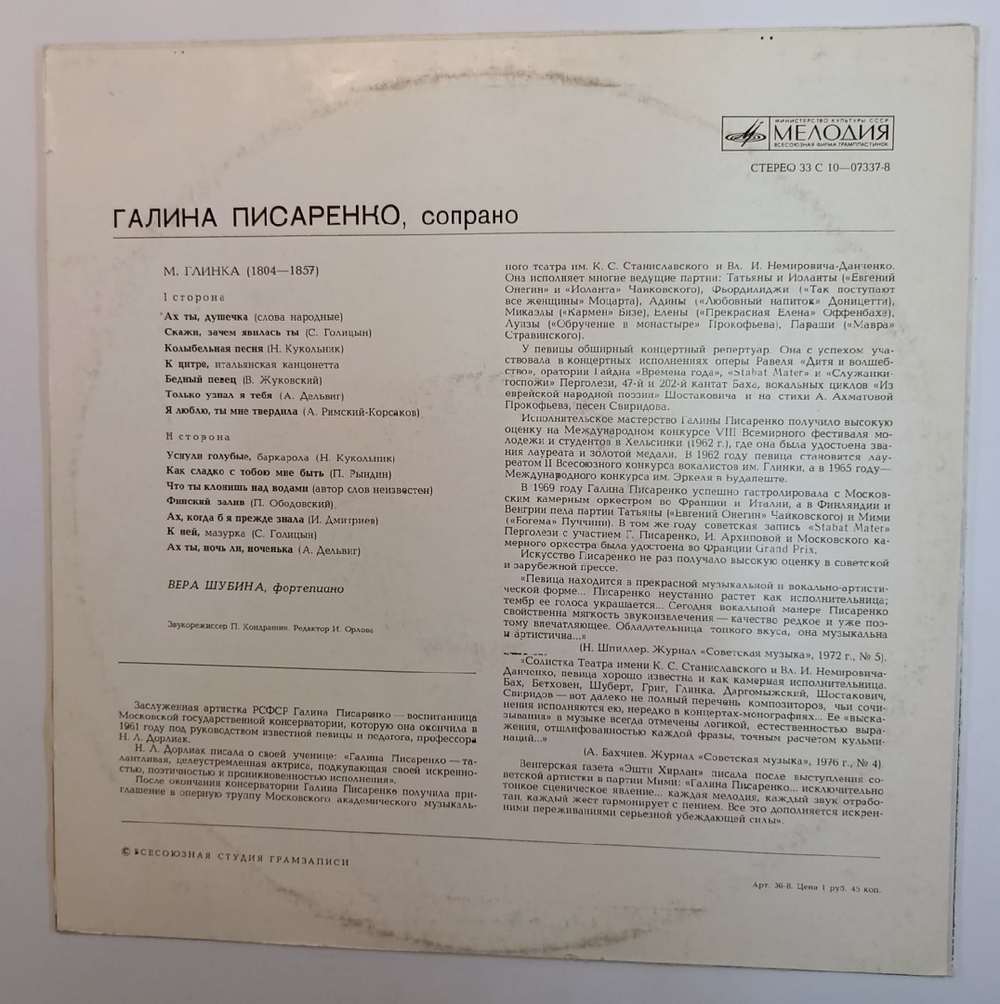 МИНИСТЕРСТВО КУЛЬТУРЫ СССР
МЕЛОДИЯ
ВСЕСОЮЗНАЯ ФИРМА ГРАМПЛАСТИНОК
СТЕРЕО 33 С 10—07337-8
ГАЛИНА ПИСАРЕНКО, сопрано
М. ГЛИНКА (1804—1857)
I сторона
Ах ты, душечка (слова народные)
Скажи, зачем явилась ты (С. Голицын)
Колыбельная песня (Н. Кукольник)
К цитре, итальянская канцонетта
Бедный певец (В. Жуковский)
Только узнал я тебя (А. Дельвиг)
Я люблю, ты мне твердила (А. Римский-Корсаков)
II сторона
Уснули голубые, баркарола (Н. Кукольник)
Как сладко с тобою мне быть (П. Рындин)
Что ты клонишь над водами (автор слов неизвестен)
Финский залив (П. Ободовский)
Ах, когда б я прежде знала (И. Дмитриев)
К ней, мазурка (С. Голицын)
Ах ты, ночь ли, ноченька (А. Дельвиг)
ВЕРА ШУБИНА, фортепиано
Звукорежиссер П. Кондрашин. Редактор И. Орлова
Заслуженная артистка РСФСР Галина Писаренко — воспитанница
Московской государственной консерватории, которую она окончила в
1961 году под руководством известной певицы и педагога, профессора
Н. Л. Дорлиак.
Н. Л. Дорлиак писала о своей ученице: «Галина Писаренко — та-
лантливая, целеустремленная актриса, подкупающая своей искренно-
стью, поэтичностью и проникновенностью исполнения».
После окончания консерватории Галина Писаренко получила при-
глашение в оперную труппу Московского академического музыкаль-
ного театра им. К. С. Станиславского и Вл. И. Немировича-Данченко.
Она исполняет многие ведущие партии: Татьяны и Иоланты («Евгений
Онегин» и «Иоланта» Чайковского), Фьордилиджи («Так поступают
все женщины» Моцарта), Адины («Любовный напиток» Доницетти),
Микаэлы («Кармен» Бизе), Елены («Прекрасная Елена» Оффенбаха),
Луизы («Обручение в монастыре» Прокофьева), Параши («Мавра»
Стравинского).
У певицы обширный концертный репертуар. Она с успехом уча-
ствовала в концертных исполнениях оперы Равеля «Дитя и волшеб-
ство», оратории Гайдна «Времена года», «Stabat Mater» и «Служанки-
госпожи» Перголези, 47-й и 202-й кантат Баха, вокальных циклов «Из
еврейской народной поэзии» Шостаковича и на стихи А. Ахматовой
Прокофьева, песен Свиридова.
Исполнительское мастерство Галины Писаренко получило высокую
оценку на Международном конкурсе VIII Всемирного фестиваля мо-
лодежи и студентов в Хельсинки (1962 г.), где она была удостоена зва-
ния лауреата и золотой медали. В 1962 году певица становится лау-
реатом II Всесоюзного конкурса вокалистов им. Глинки, а в 1965 году—
Международного конкурса им. Эркеля в Будапеште.
В 1969 году Галина Писаренко успешно гастролировала с Москов-
ским камерным оркестром во Франции и Италии, а в Финляндии и
Венгрии пела партии Татьяны («Евгений Онегин» Чайковского) и Мими
(«Богема» Пуччини). В том же году советская запись «Stabat Mater»
Перголези с участием Г. Писаренко, И. Архиповой и Московского ка-
мерного оркестра была удостоена во Франции Grand Prix.
Искусство Писаренко не раз получало высокую оценку в советской
и зарубежной прессе.
«Певица находится в прекрасной музыкальной и вокально-артисти-
ческой форме... Писаренко неустанно растет как исполнительница;
тембр ее голоса украшается... Сегодня вокальной манере Писаренко
свойственна мягкость звукоизвлечения — качество редкое и уже поэ-
тому впечатляющее. Обладательница тонкого вкуса, она музыкальна
и артистична...»
(Н. Шпиллер. Журнал «Советская музыка», 1972 г., № 5).
«Солистка Театра имени К. С. Станиславского и Вл. И. Немировича-
Данченко, певица хорошо известна и как камерная исполнительница.
Бах, Бетховен, Шуберт, Григ, Глинка, Даргомыжский, Шостакович,
Свиридов — вот далеко не полный перечень композиторов, чьи сочи-
нения исполняются ею, нередко в концертах-монографиях... Ее «выска-
зывания» в музыке всегда отмечены логикой, естественностью выра-
жения, отшлифованностью каждой фразы, точным расчетом кульми-
наций...»
(А. Бахчиев. Журнал «Советская музыка», 1976 г., № 4).
Венгерская газета «Эшти Хирлап» писала после выступления со-
ветской артистки в партии Мими: «Галина Писаренко... исключительно
тонкое сценическое явление... каждая мелодия, каждый звук отрабо-
тан, каждый жест гармонирует с пением. Все это дополняется искрен-
ними переживаниями серьезной убеждающей силы».
© ВСЕСОЮЗНАЯ СТУДИЯ ГРАМЗАПИСИ
Арт. 36-8. Цена 1 руб. 45 коп.